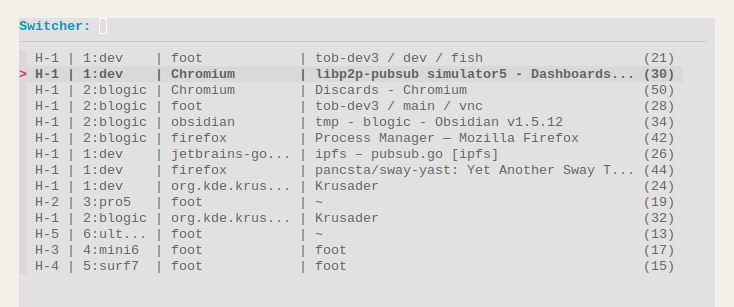 Switcher:
H-1 | 1:dev | foot | tob-dev3 / dev / fish (21)
> H-1 | 1:dev | Chromium | libp2p-pubsub simulator5 - Dashboards... (30)
H-1 | 2:blogic | Chromium | Discards - Chromium (50)
H-1 | 2:blogic | foot | tob-dev3 / main / vnc (28)
H-1 | 2:blogic | obsidian | tmp - blogic - Obsidian v1.5.12 (34)
H-1 | 2:blogic | firefox | Process Manager — Mozilla Firefox (42)
H-1 | 1:dev | jetbrains-go... | ipfs – pubsub.go [ipfs] (26)
H-1 | 1:dev | firefox | pancsta/sway-yast: Yet Another Sway T... (44)
H-1 | 1:dev | org.kde.krus... | Krusader (24)
H-2 | 3:pro5 | foot | ~ (19)
H-1 | 2:blogic | org.kde.krus... | Krusader (32)
H-5 | 6:ult... | foot | ~ (13)
H-3 | 4:mini6 | foot | foot (17)
H-4 | 5:surf7 | foot | foot (15)